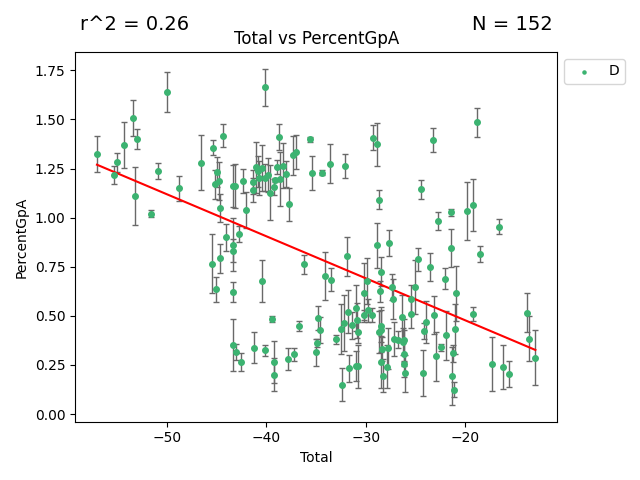 r^2 = 0.26 N = 152
Total vs PercentGpA
D
1.75
1.50
1.25
1.00
0.75
0.50
0.25
0.00
PercentGpA
−50 −40 −30 −20
Total